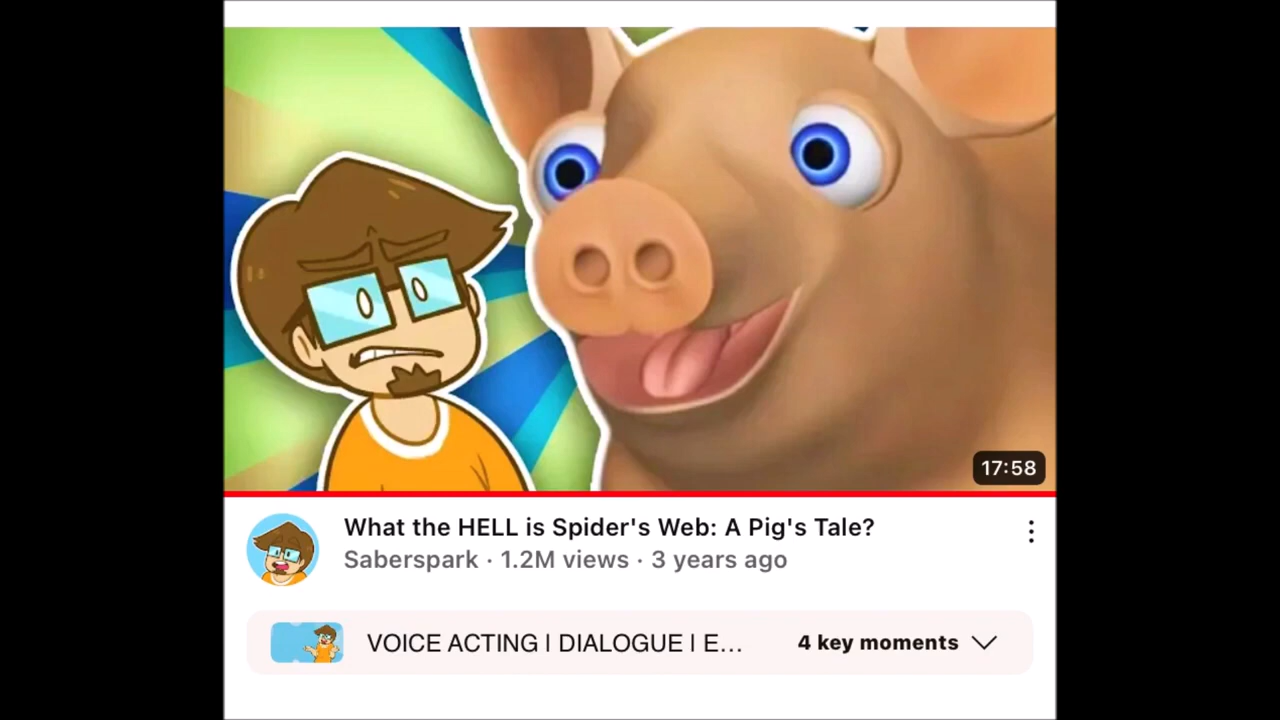 17:58
What the HELL is Spider's Web: A Pig's Tale?
Saberspark · 1.2M views · 3 years ago
VOICE ACTING | DIALOGUE | E... 4 key moments